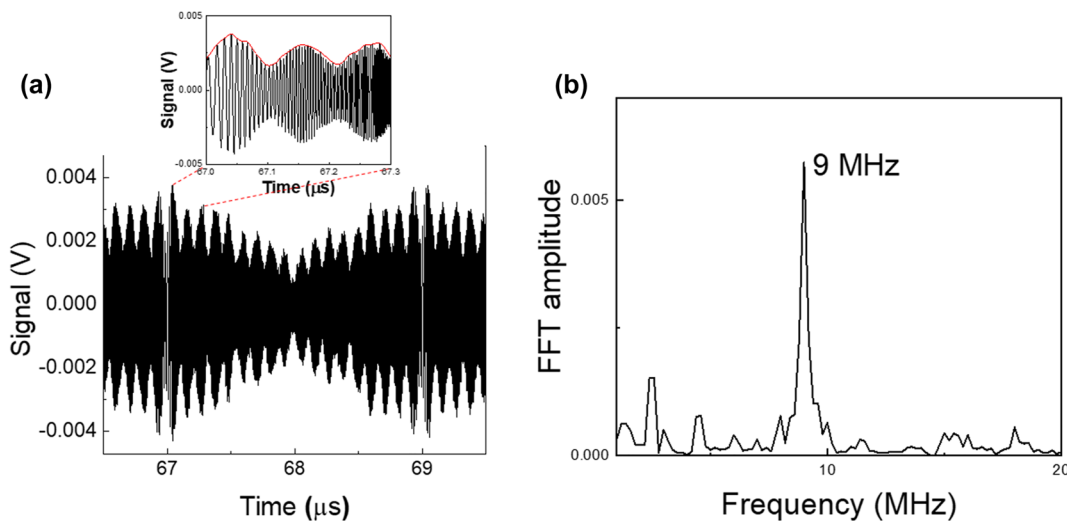 (a)
Signal (V)
0.005
0.000
-0.005
67.0
67.1
67.2
67.3
Time (μs)
Signal (V)
0.004
0.002
0.000
-0.002
-0.004
67
68
69
Time (μs)
(b)
FFT amplitude
0.005
0.000
9 MHz
10
20
Frequency (MHz)